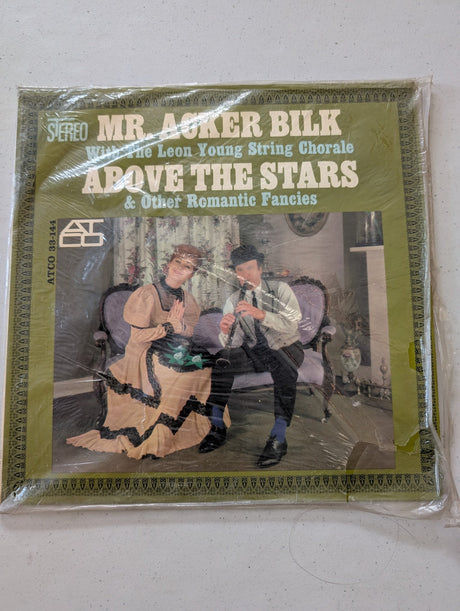 STEREO
MR. ACKER BILK
With The Leon Young String Chorale
ABOVE THE STARS
& Other Romantic Fancies
ATCO
ATCO 33-144